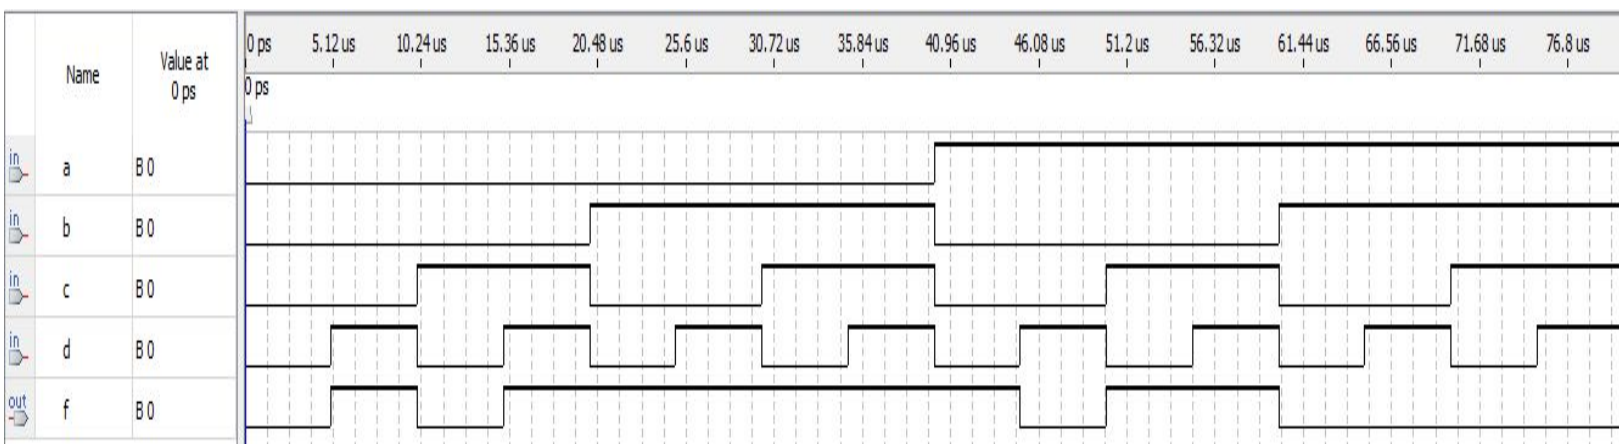 Name
Value at
0 ps
0 ps 5.12 us 10.24 us 15.36 us 20.48 us 25.6 us 30.72 us 35.84 us 40.96 us 46.08 us 51.2 us 56.32 us 61.44 us 66.56 us 71.68 us 76.8 us
0 ps
in a B 0
in b B 0
in c B 0
in d B 0
out f B 0